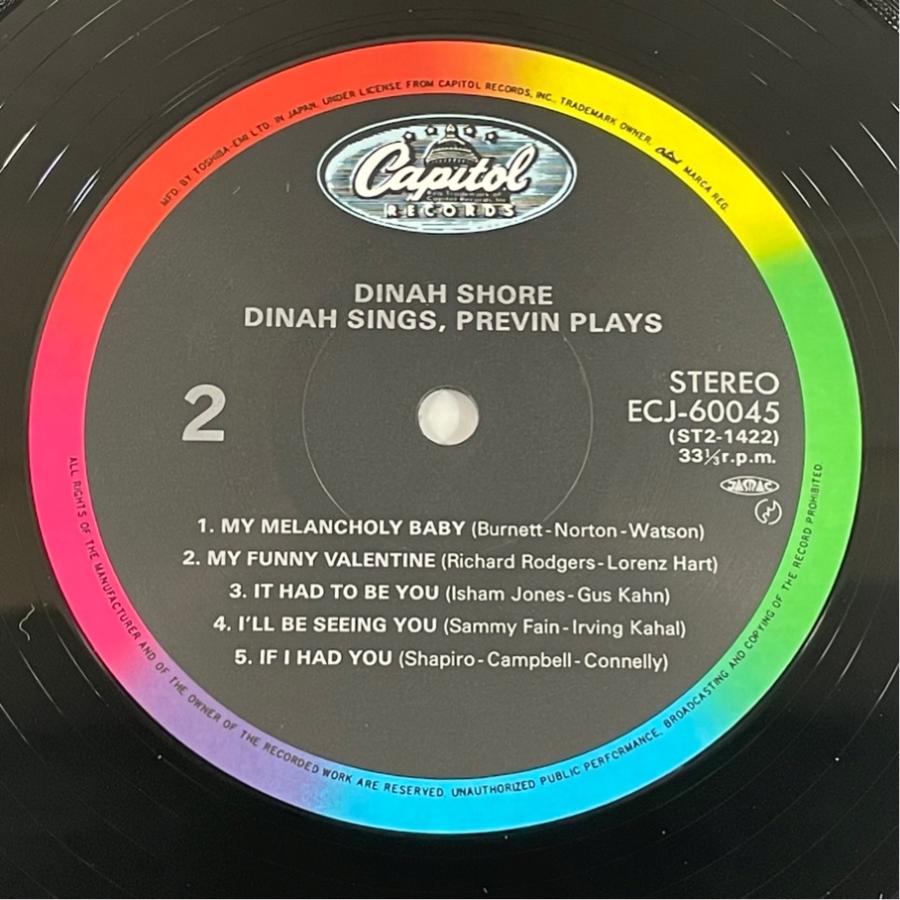 MFD. BY TOSHIBA-EMI LTD. IN JAPAN. UNDER LICENSE FROM CAPITOL RECORDS, INC., TRADEMARK OWNER. MARCA REG.
Capitol
RECORDS
DINAH SHORE
DINAH SINGS, PREVIN PLAYS
2
STEREO
ECJ-60045
(ST2-1422)
33⅓r.p.m.
JASRAC
1. MY MELANCHOLY BABY (Burnett-Norton-Watson)
2. MY FUNNY VALENTINE (Richard Rodgers-Lorenz Hart)
3. IT HAD TO BE YOU (Isham Jones-Gus Kahn)
4. I'LL BE SEEING YOU (Sammy Fain-Irving Kahal)
5. IF I HAD YOU (Shapiro-Campbell-Connelly)
ALL RIGHTS OF THE MANUFACTURER AND OF THE OWNER OF THE RECORDED WORK ARE RESERVED. UNAUTHORIZED PUBLIC PERFORMANCE, BROADCASTING AND COPYING OF THE RECORD PROHIBITED.